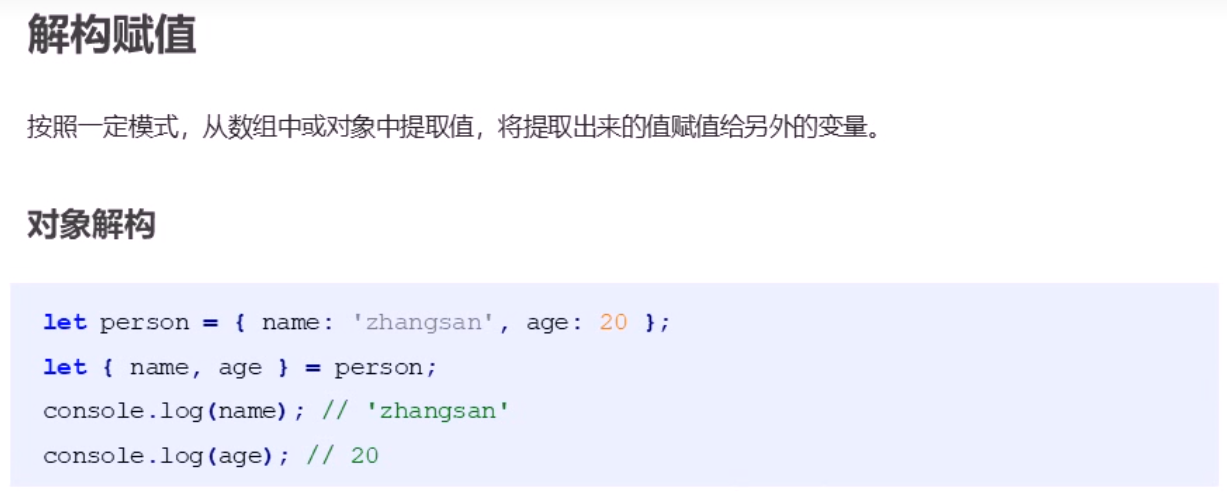 解构赋值
按照一定模式，从数组中或对象中提取值，将提取出来的值赋值给另外的变量。
对象解构
let person = { name: 'zhangsan', age: 20 };
let { name, age } = person;
console.log(name); // 'zhangsan'
console.log(age); // 20